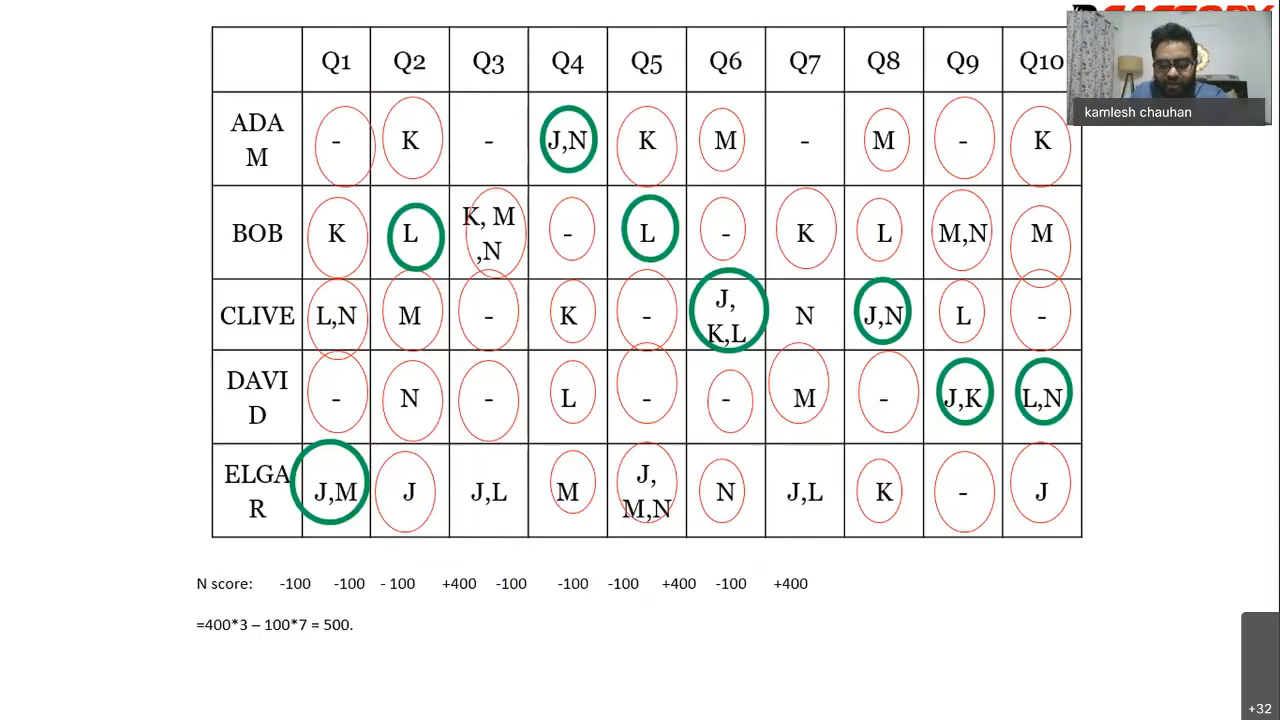 Q1 Q2 Q3 Q4 Q5 Q6 Q7 Q8 Q9 Q10
ADA
M
- K - J,N K M - M - K
BOB
K L K, M
,N
- L - K L M,N M
CLIVE
L,N M - K - J,
K,L
N J,N L -
DAVI
D
- N - L - - M - J,K L,N
ELGA
R
J,M J J,L M J,
M,N
N J,L K - J
N score: -100 -100 - 100 +400 -100 -100 -100 +400 -100 +400
=400*3 – 100*7 = 500.
kamlesh chauhan
+32